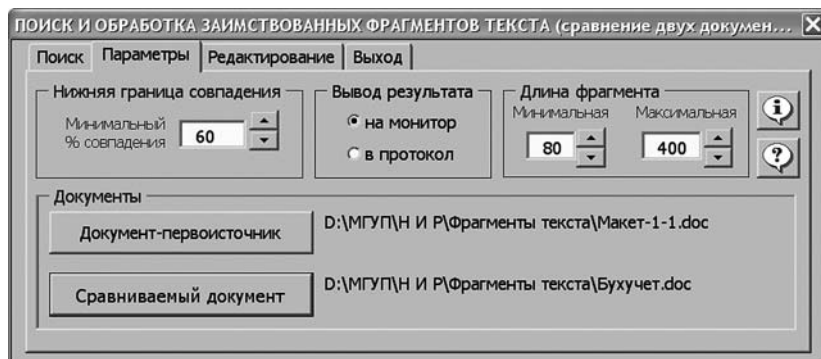 ПОИСК И ОБРАБОТКА ЗАИМСТВОВАННЫХ ФРАГМЕНТОВ ТЕКСТА (сравнение двух докумен...
Поиск Параметры Редактирование Выход
Нижняя граница совпадения
Минимальный
% совпадения
60
Вывод результата
на монитор
в протокол
Длина фрагмента
Минимальная Максимальная
80 400
Документы
Документ-первоисточник D:\МГУП\Н И Р\Фрагменты текста\Макет-1-1.doc
Сравниваемый документ D:\МГУП\Н И Р\Фрагменты текста\Бухучет.doc